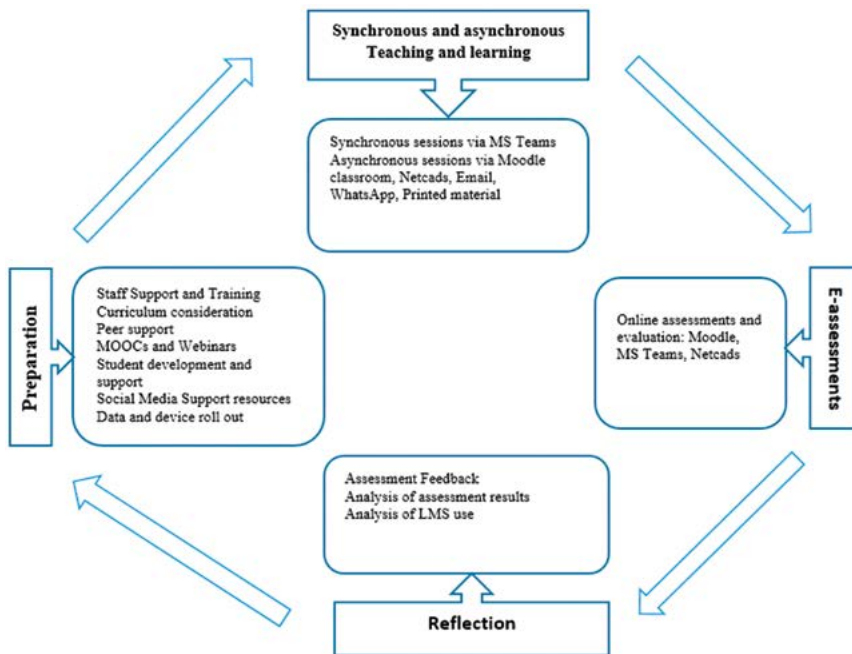 Synchronous and asynchronous
Teaching and learning
Synchronous sessions via MS Teams
Asynchronous sessions via Moodle
classroom, Netcads, Email,
WhatsApp, Printed material
Preparation
Staff Support and Training
Curriculum consideration
Peer support
MOOCs and Webinars
Student development and
support
Social Media Support resources
Data and device roll out
Online assessments and
evaluation: Moodle,
MS Teams, Netcads
E-assessments
Assessment Feedback
Analysis of assessment results
Analysis of LMS use
Reflection